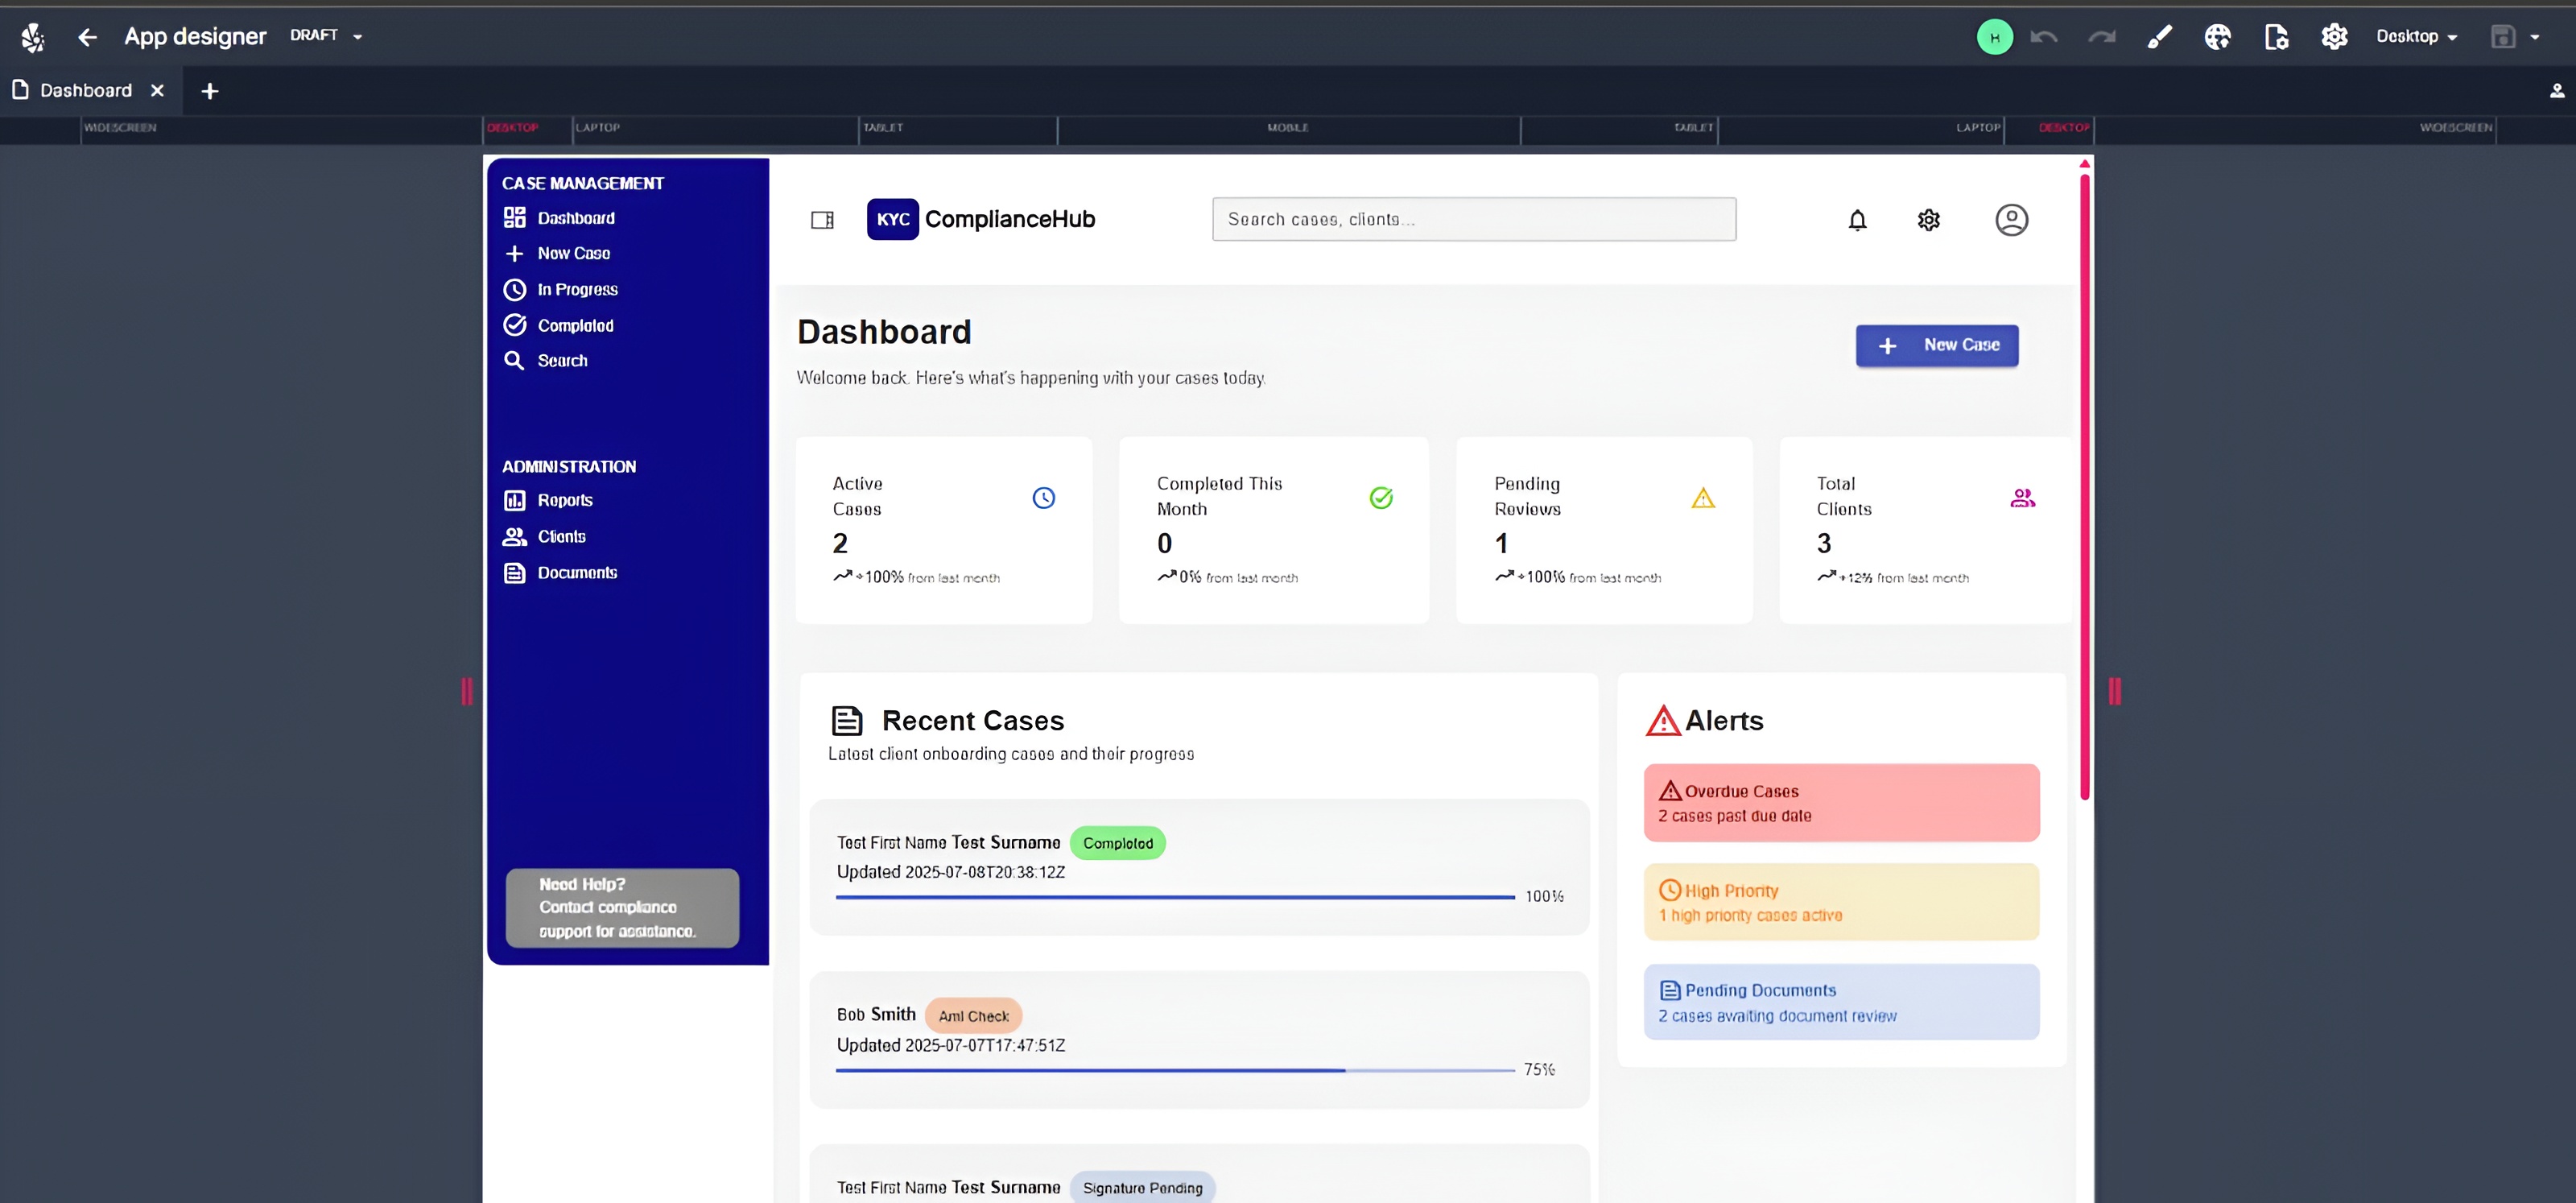 App designer DRAFT H Desktop
Dashboard
WIDESCREEN DESKTOP LAPTOP TABLET MOBILE TABLET LAPTOP DESKTOP WIDESCREEN
CASE MANAGEMENT
Dashboard
New Case
In Progress
Completed
Search
ADMINISTRATION
Reports
Clients
Documents
Need Help?
Contact compliance
support for assistance.
KYC ComplianceHub
Search cases, clients...
Dashboard
Welcome back. Here's what's happening with your cases today.
New Case
Active
Cases
2
+100% from last month
Completed This
Month
0
0% from last month
Pending
Reviews
1
+100% from last month
Total
Clients
3
+12% from last month
Recent Cases
Latest client onboarding cases and their progress
Test First Name Test Surname Completed
Updated 2025-07-08T20:38:12Z
100%
Bob Smith Aml Check
Updated 2025-07-07T17:47:51Z
75%
Test First Name Test Surname Signature Pending
Alerts
Overdue Cases
2 cases past due date
High Priority
1 high priority cases active
Pending Documents
2 cases awaiting document review